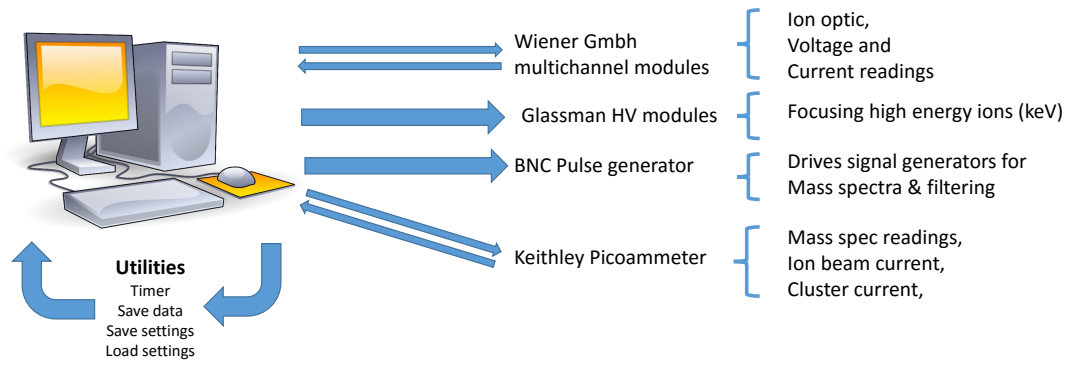 Wiener Gmbh
multichannel modules
Ion optic,
Voltage and
Current readings
Glassman HV modules
Focusing high energy ions (keV)
BNC Pulse generator
Drives signal generators for
Mass spectra & filtering
Keithley Picoammeter
Mass spec readings,
Ion beam current,
Cluster current,
Utilities
Timer
Save data
Save settings
Load settings